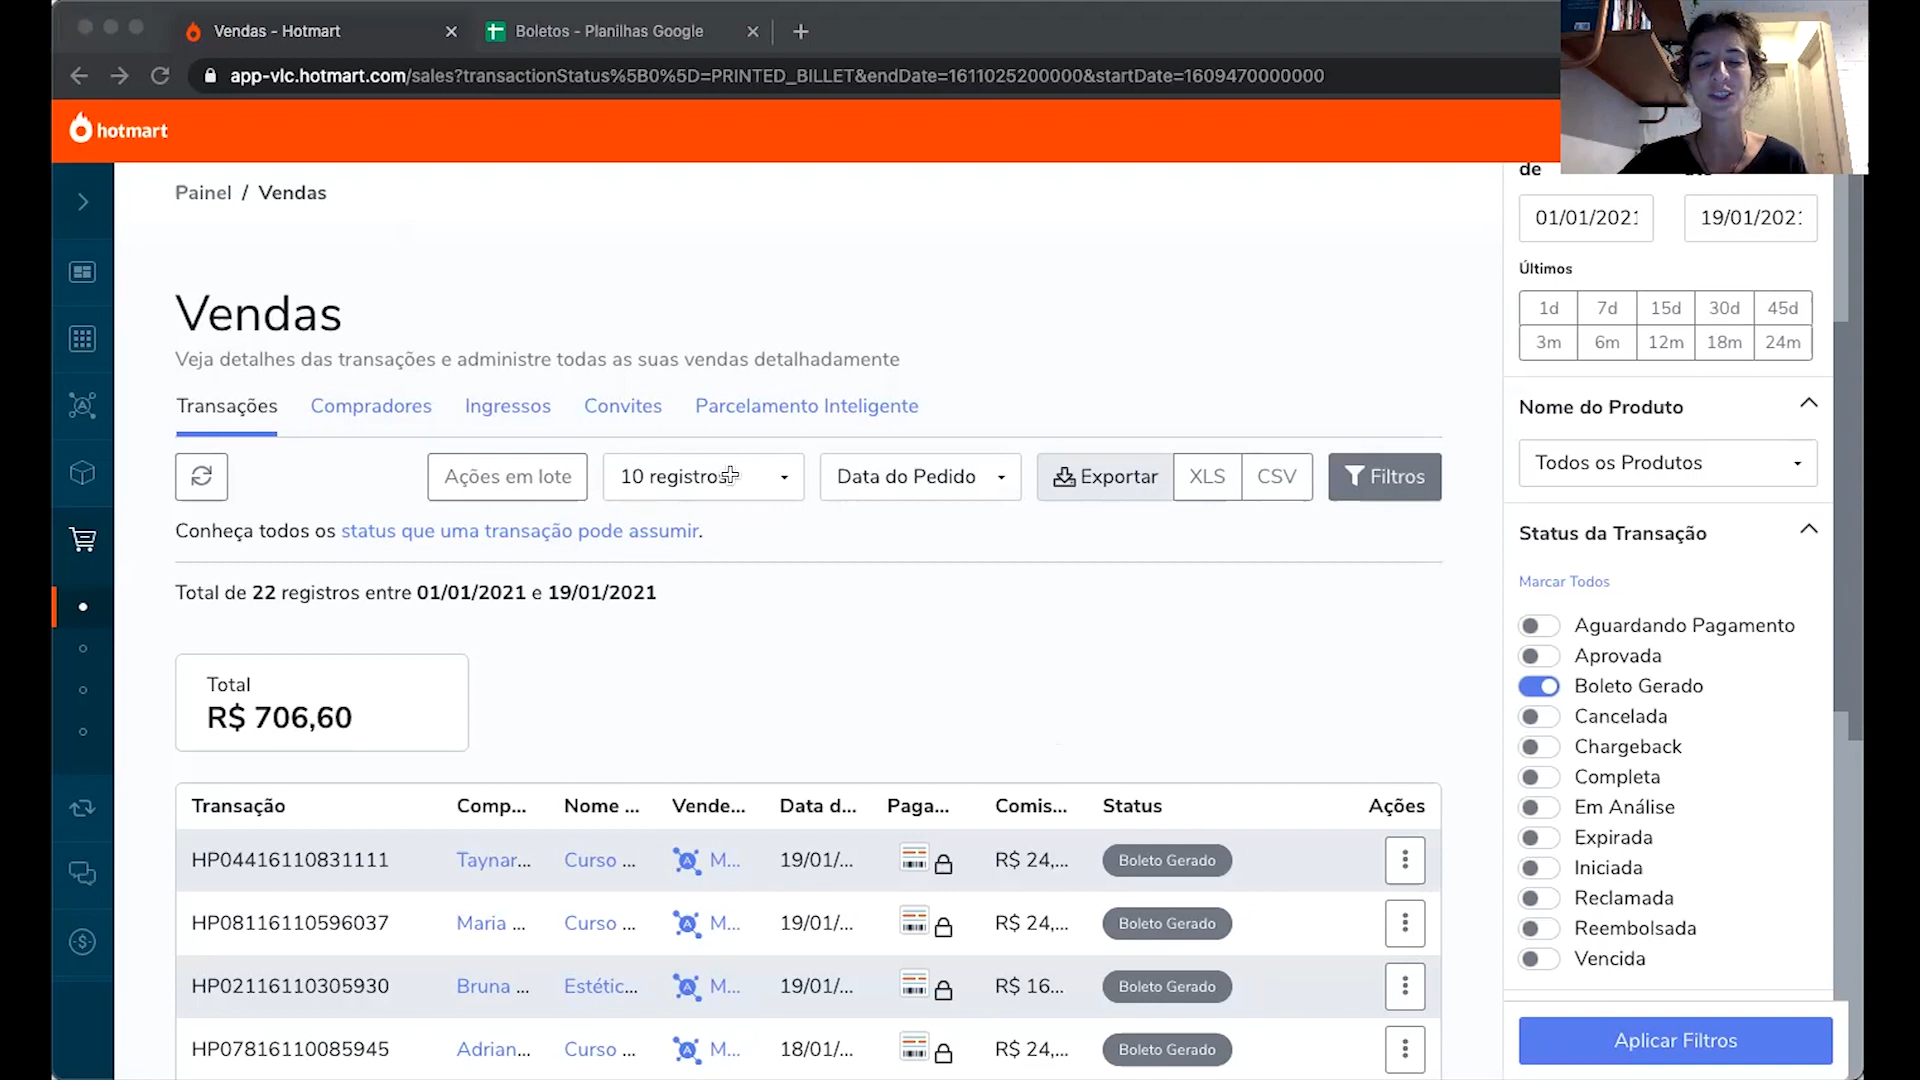 Vendas - Hotmart
Boletos - Planilhas Google
app-vlc.hotmart.com/sales?transactionStatus%5B0%5D=PRINTED_BILLET&endDate=1611025200000&startDate=1609470000000
hotmart
Painel / Vendas
de
01/01/2021
19/01/202
Últimos
1d 7d 15d 30d 45d
3m 6m 12m 18m 24m
Vendas
Veja detalhes das transações e administre todas as suas vendas detalhadamente
Transações Compradores Ingressos Convites Parcelamento Inteligente
Ações em lote 10 registros Data do Pedido Exportar XLS CSV Filtros
Conheça todos os status que uma transação pode assumir.
Total de 22 registros entre 01/01/2021 e 19/01/2021
Total
R$ 706,60
Transação Comp... Nome ... Vende... Data d... Paga... Comis... Status Ações
HP04416110831111 Taynar... Curso ... M... 19/01/... R$ 24,... Boleto Gerado
HP08116110596037 Maria ... Curso ... M... 19/01/... R$ 24,... Boleto Gerado
HP02116110305930 Bruna ... Estétic... M... 19/01/... R$ 16... Boleto Gerado
HP07816110085945 Adrian... Curso ... M... 18/01/... R$ 24,... Boleto Gerado
Nome do Produto
Todos os Produtos
Status da Transação
Marcar Todos
Aguardando Pagamento
Aprovada
Boleto Gerado
Cancelada
Chargeback
Completa
Em Análise
Expirada
Iniciada
Reclamada
Reembolsada
Vencida
Aplicar Filtros